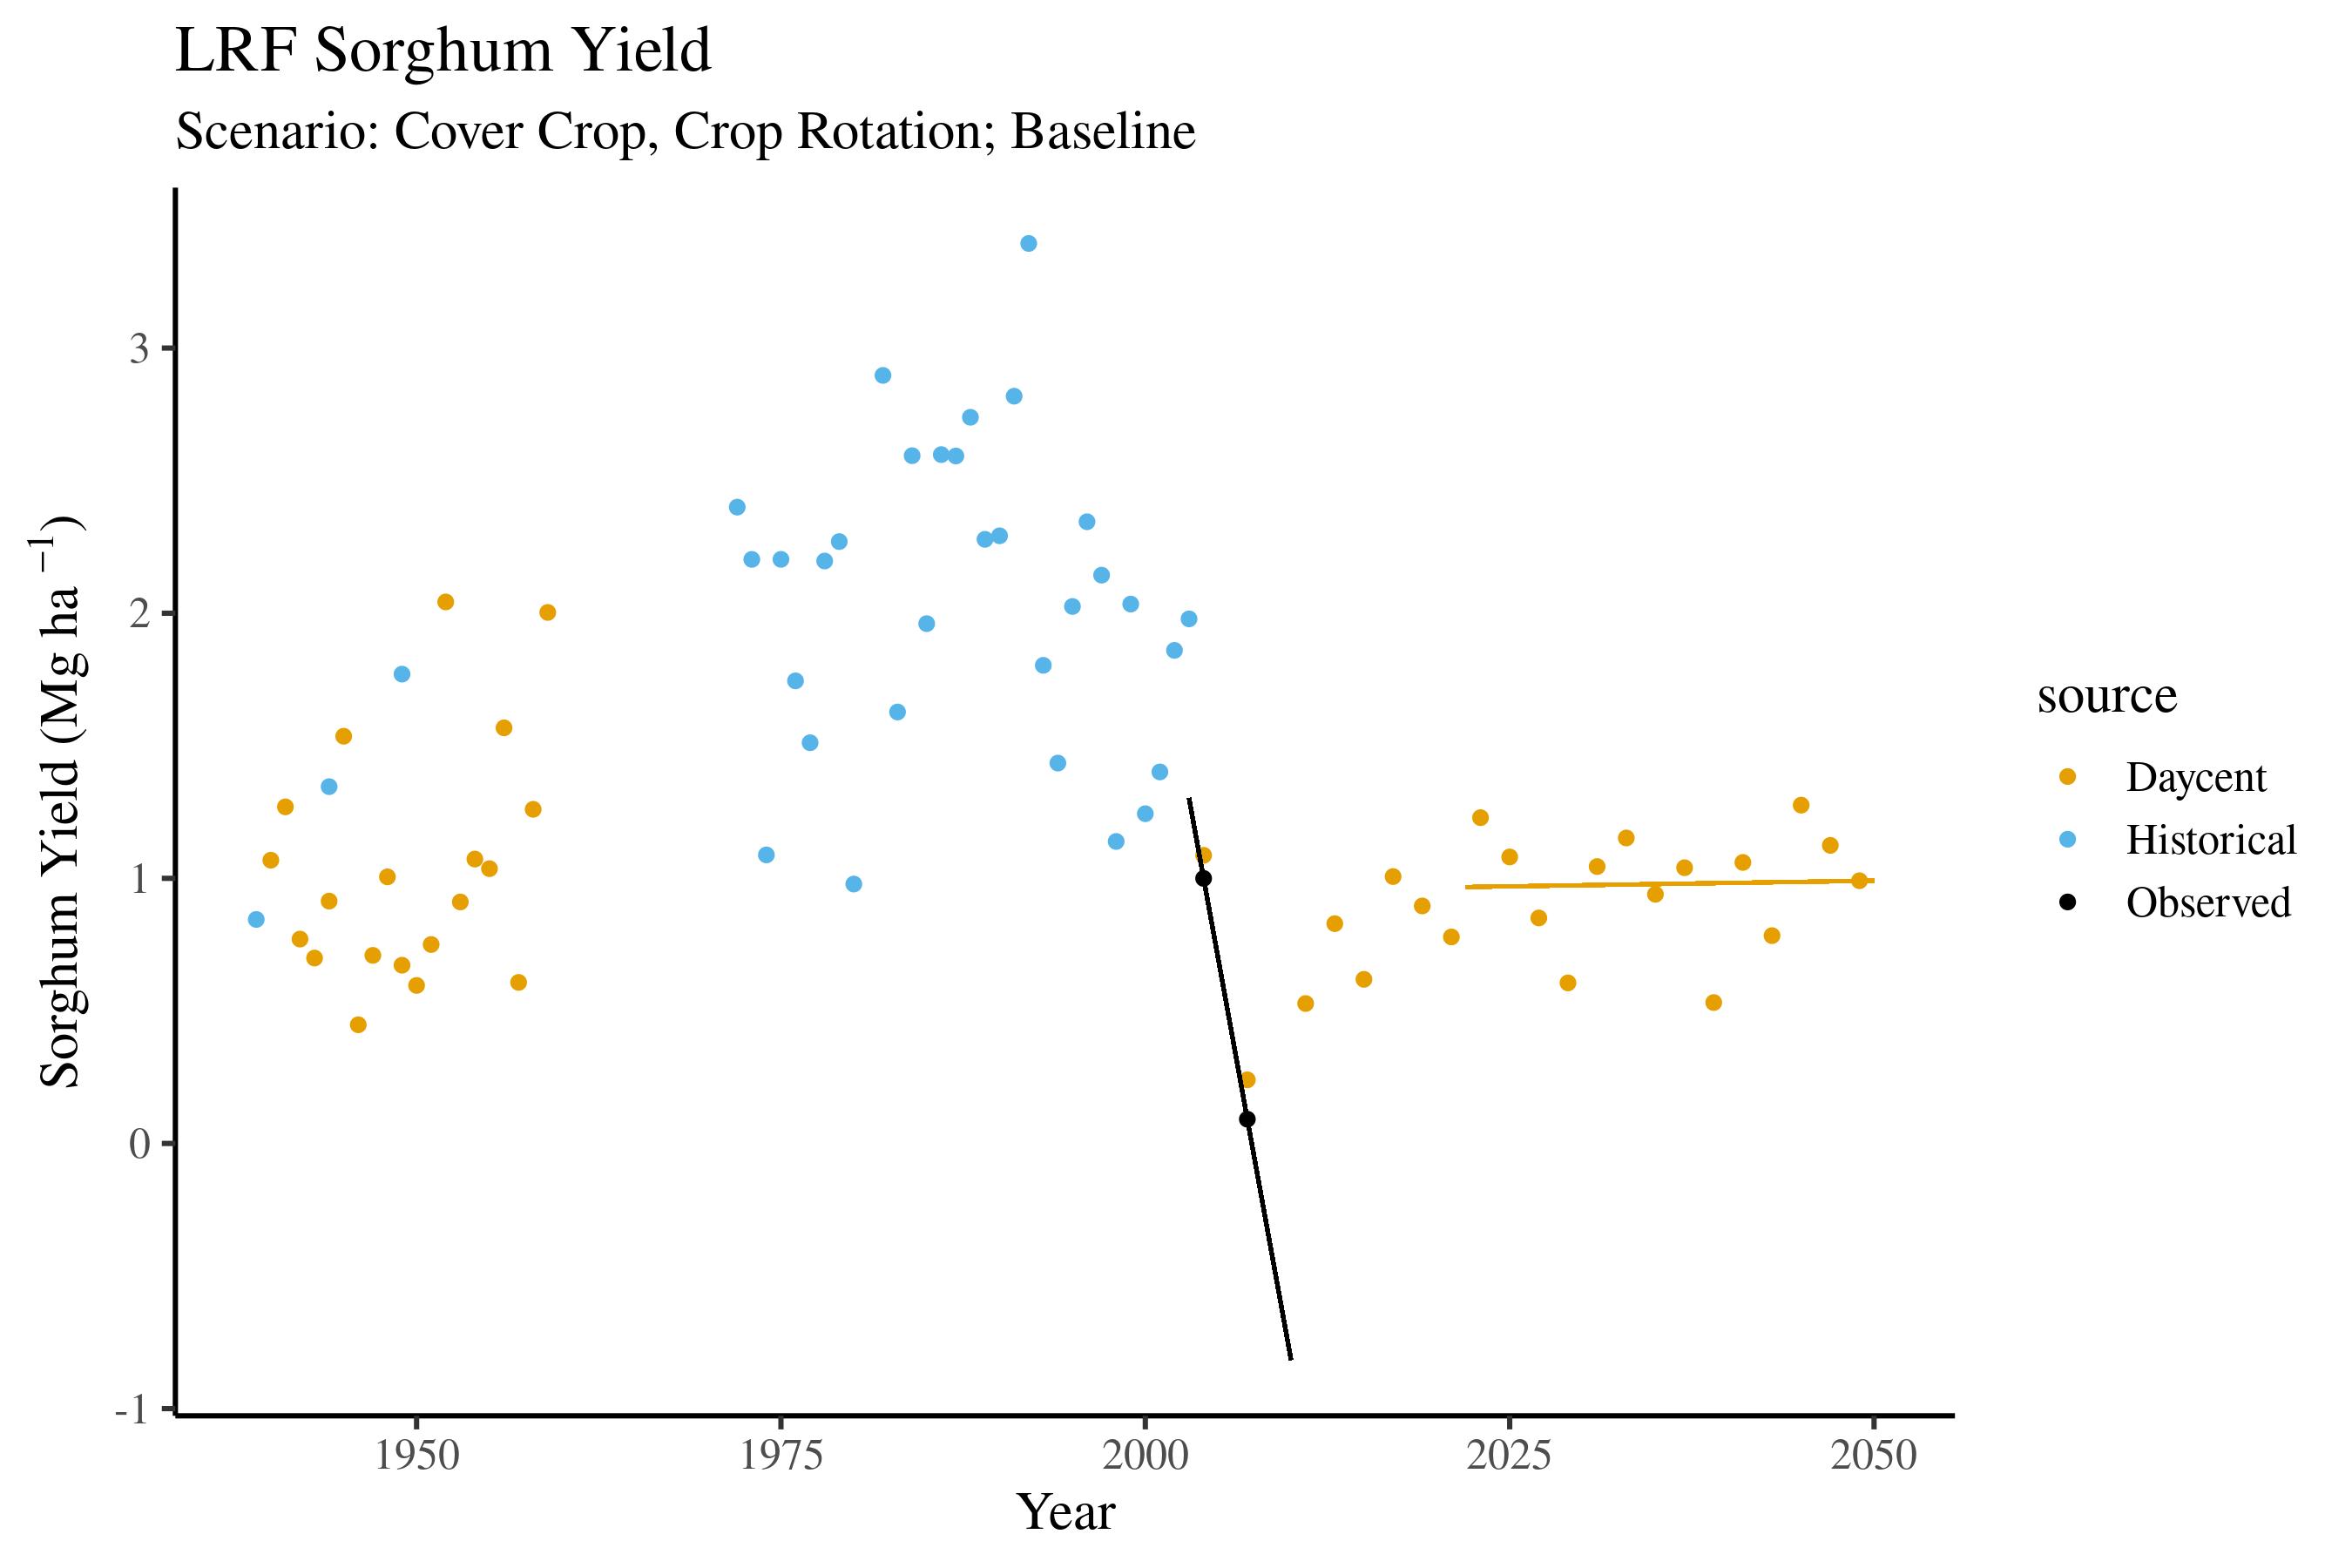 LRF Sorghum Yield
Scenario: Cover Crop, Crop Rotation; Baseline
Sorghum Yield (Mg ha −1)
3
2
1
0
-1
1950
1975
2000
2025
2050
Year
source
Daycent
Historical
Observed